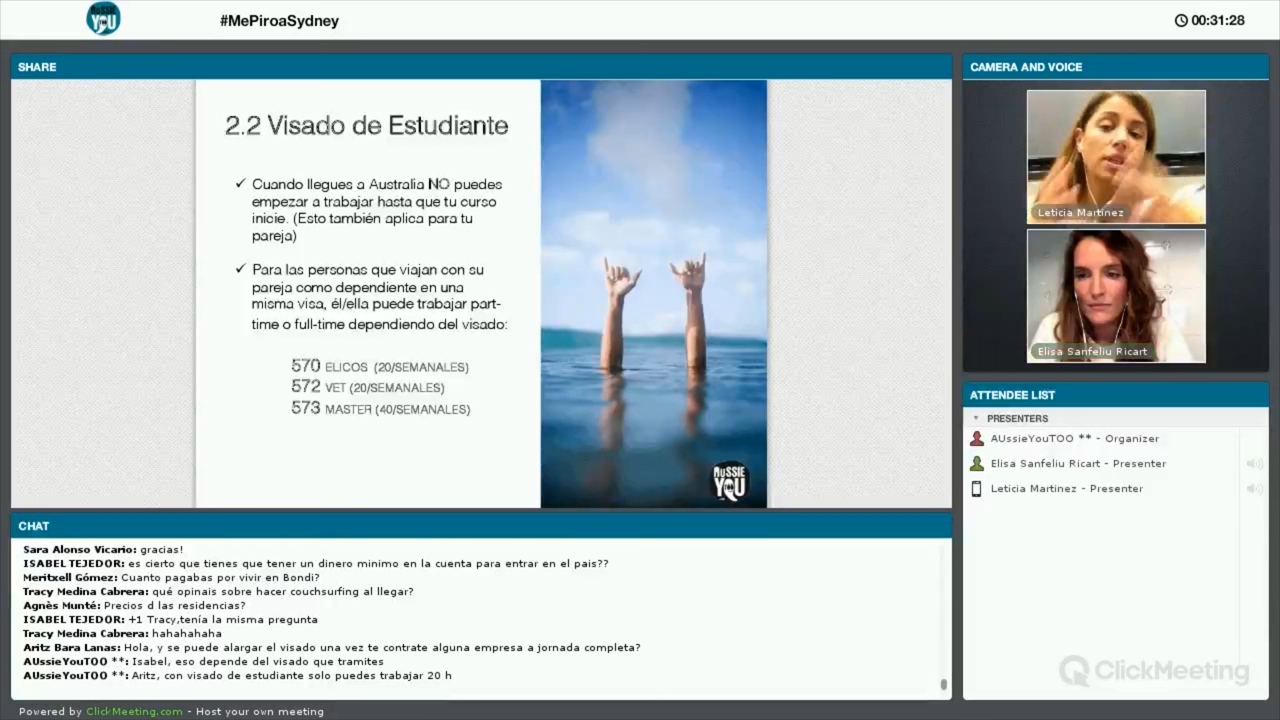 AUSSIE
YOU
#MePiroaSydney
00:31:28
SHARE
2.2 Visado de Estudiante
✓ Cuando llegues a Australia NO puedes
empezar a trabajar hasta que tu curso
inicie. (Esto también aplica para tu
pareja)
✓ Para las personas que viajan con su
pareja como dependiente en una
misma visa, él/ella puede trabajar part-
time o full-time dependiendo del visado:
570 ELICOS (20/SEMANALES)
572 VET (20/SEMANALES)
573 MASTER (40/SEMANALES)
AUSSIE
YOU
CAMERA AND VOICE
Leticia Martinez
Elisa Sanfeliu Ricart
ATTENDEE LIST
PRESENTERS
AUssieYouTOO ** - Organizer
Elisa Sanfeliu Ricart - Presenter
Leticia Martinez - Presenter
ClickMeeting
CHAT
Sara Alonso Vicario: gracias!
ISABEL TEJEDOR: es cierto que tienes que tener un dinero minimo en la cuenta para entrar en el pais??
Meritxell Gómez: Cuanto pagabas por vivir en Bondi?
Tracy Medina Cabrera: qué opinais sobre hacer couchsurfing al llegar?
Agnès Munté: Precios d las residencias?
ISABEL TEJEDOR: +1 Tracy,tenía la misma pregunta
Tracy Medina Cabrera: hahahahaha
Aritz Bara Lanas: Hola, y se puede alargar el visado una vez te contrate alguna empresa a jornada completa?
AUssieYouTOO **: Isabel, eso depende del visado que tramites
AUssieYouTOO **: Aritz, con visado de estudiante solo puedes trabajar 20 h
Powered by ClickMeeting.com - Host your own meeting